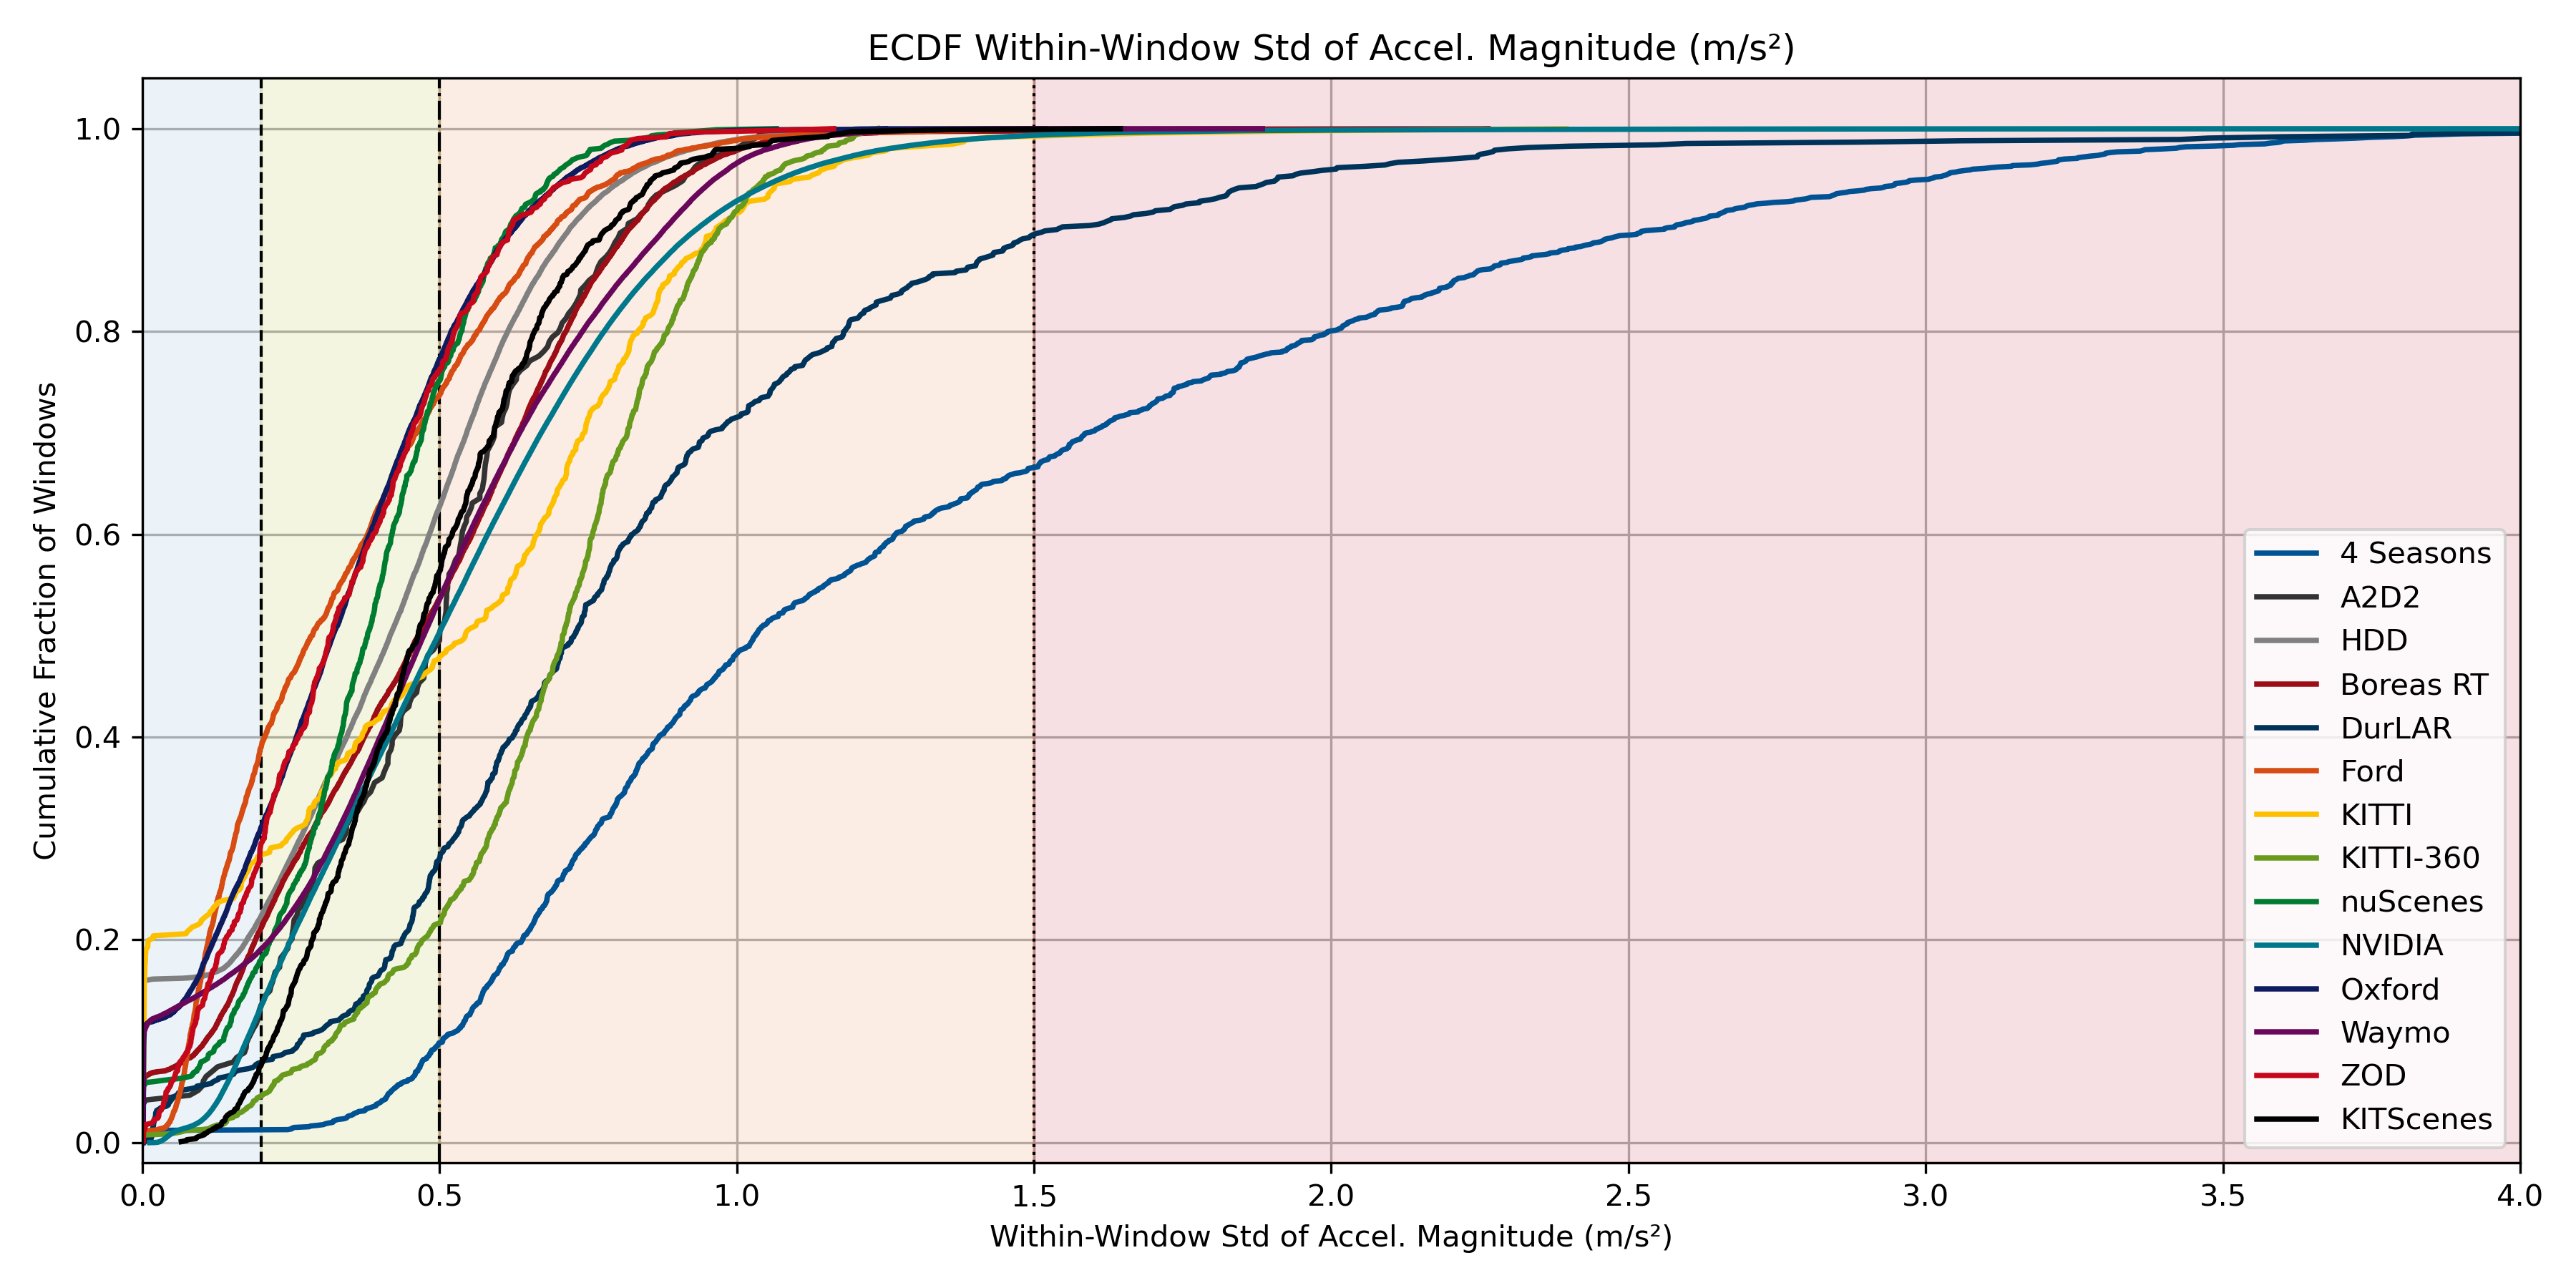 ECDF Within-Window Std of Accel. Magnitude (m/s²)
Cumulative Fraction of Windows
1.0
0.8
0.6
0.4
0.2
0.0
0.0 0.5 1.0 1.5 2.0 2.5 3.0 3.5 4.0
Within-Window Std of Accel. Magnitude (m/s²)
4 Seasons
A2D2
HDD
Boreas RT
DurLAR
Ford
KITTI
KITTI-360
nuScenes
NVIDIA
Oxford
Waymo
ZOD
KITScenes